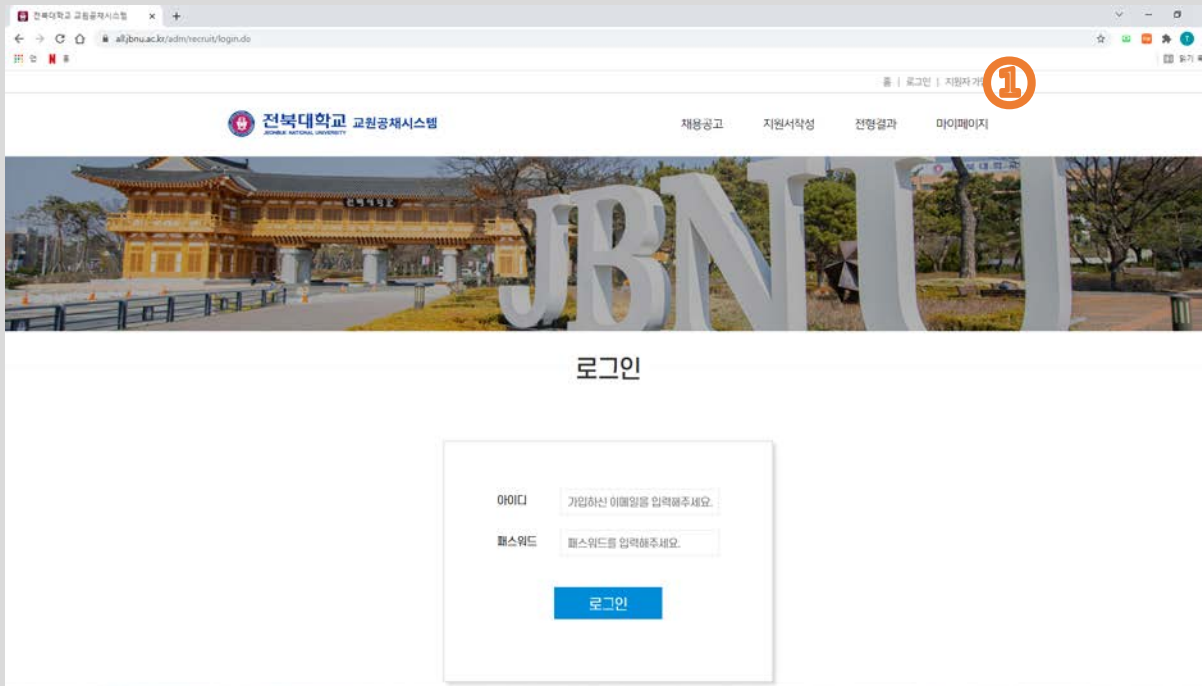 전북대학교 교원공채시스템
all.jbnu.ac.kr/adm/recruit/login.do
홈 | 로그인 | 지원자 가
①
전북대학교 교원공채시스템
JEONBUK NATIONAL UNIVERSITY
채용공고 지원서작성 전형결과 마이페이지
전북대학교
JBNU
로그인
아이디 가입하신 이메일을 입력해주세요.
패스워드 패스워드를 입력해주세요.
로그인